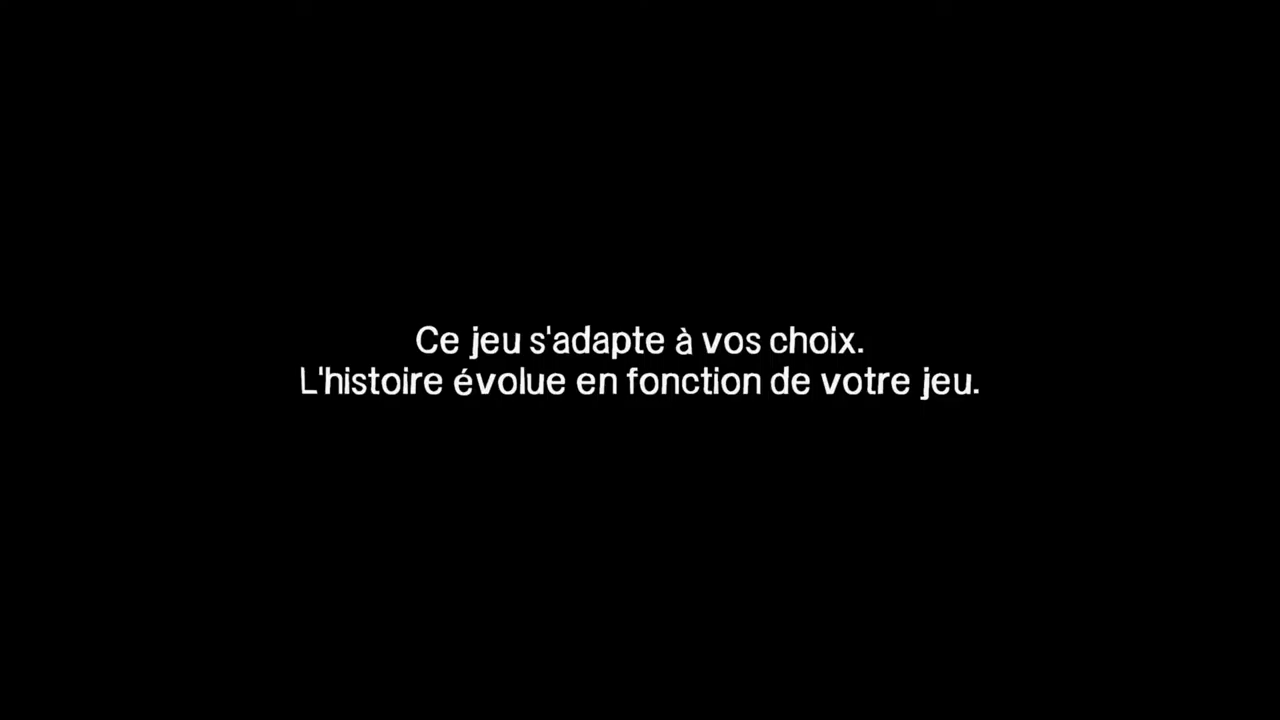 Ce jeu s'adapte à vos choix.
L'histoire évolue en fonction de votre jeu.